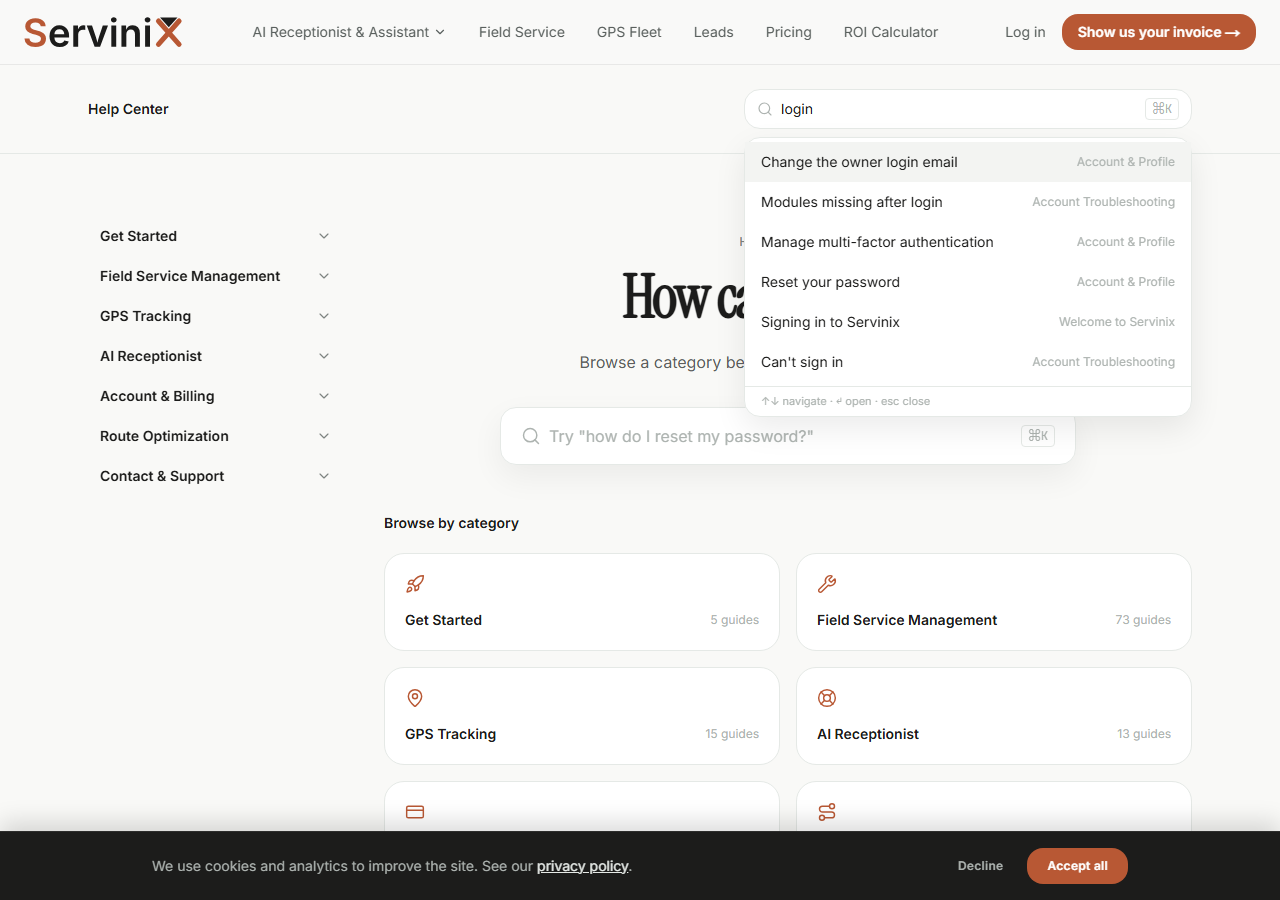 ServiniX
AI Receptionist & Assistant
Field Service
GPS Fleet
Leads
Pricing
ROI Calculator
Log in
Show us your invoice →
Help Center
login
⌘K
Change the owner login email
Account & Profile
Modules missing after login
Account Troubleshooting
Manage multi-factor authentication
Account & Profile
Reset your password
Account & Profile
Signing in to Servinix
Welcome to Servinix
Can't sign in
Account Troubleshooting
↑↓ navigate · ↵ open · esc close
Get Started
Field Service Management
GPS Tracking
AI Receptionist
Account & Billing
Route Optimization
Contact & Support
How
Browse a category
Try "how do I reset my password?"
⌘K
Browse by category
Get Started
5 guides
Field Service Management
73 guides
GPS Tracking
15 guides
AI Receptionist
13 guides
We use cookies and analytics to improve the site. See our privacy policy.
Decline
Accept all